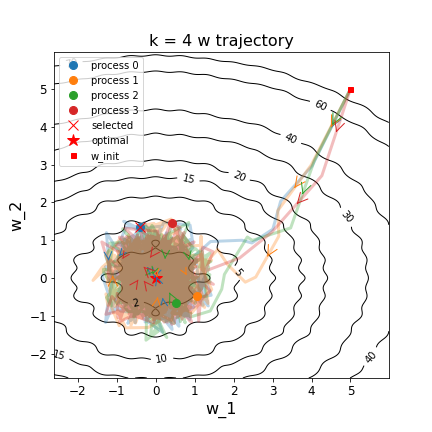 k = 4 w trajectory
process 0
process 1
process 2
process 3
selected
optimal
w_init
60
40
15
20
30
5
2
10
15
40
5
4
3
2
1
0
−1
−2
w_2
−2
−1
0
1
2
3
4
5
w_1